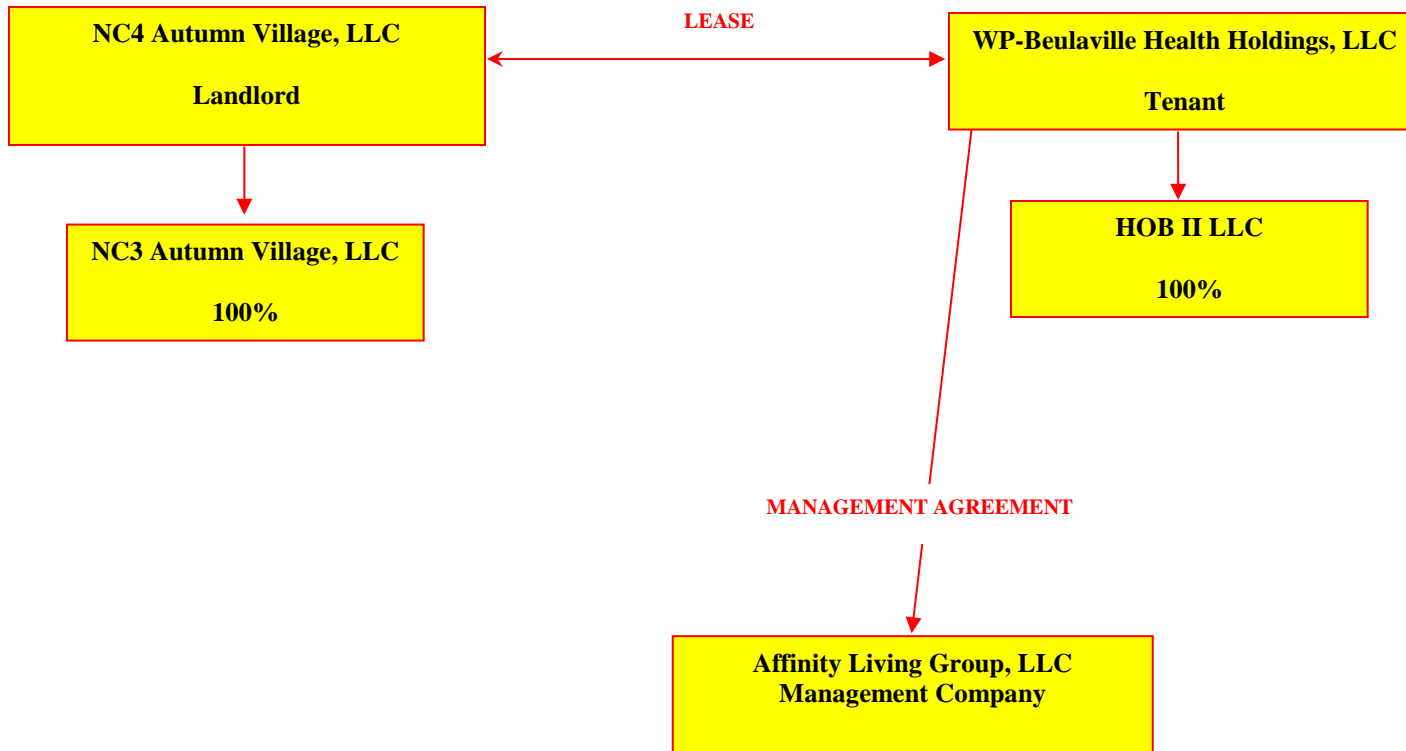 NC4 Autumn Village, LLC
Landlord
LEASE
WP-Beulaville Health Holdings, LLC
Tenant
NC3 Autumn Village, LLC
100%
HOB II LLC
100%
MANAGEMENT AGREEMENT
Affinity Living Group, LLC
Management Company